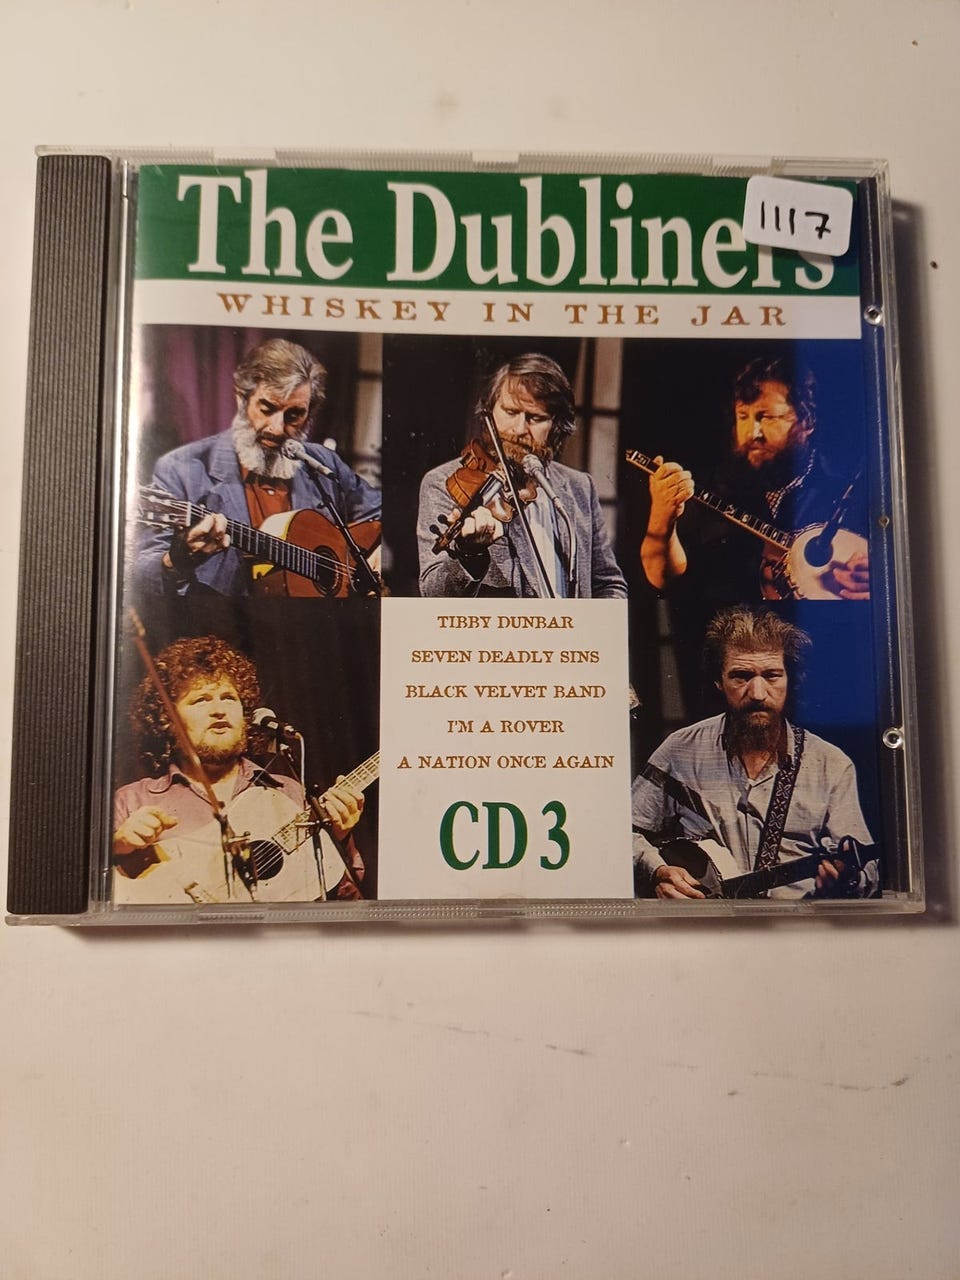 The Dubliners
1117
WHISKEY IN THE JAR
TIBBY DUNBAR
SEVEN DEADLY SINS
BLACK VELVET BAND
I'M A ROVER
A NATION ONCE AGAIN
CD 3